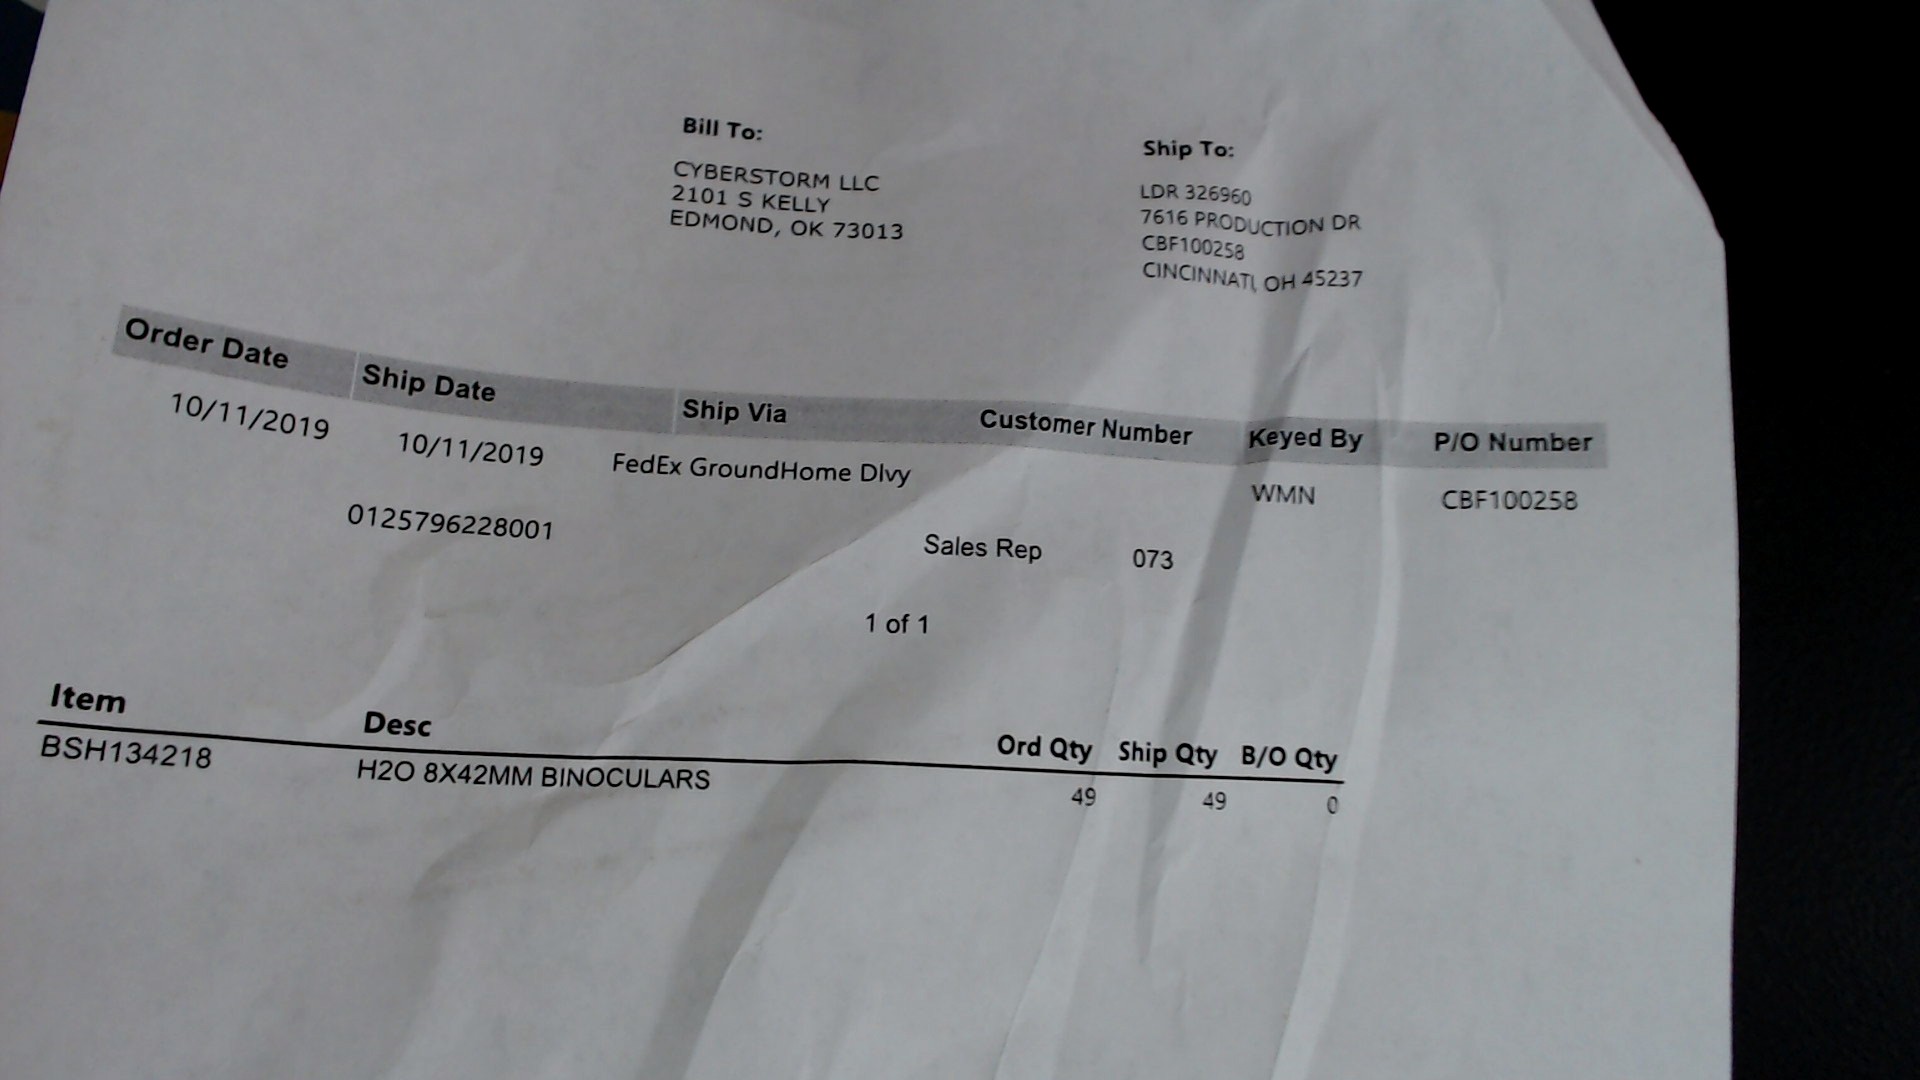 Bill To:
CYBERSTORM LLC
2101 S KELLY
EDMOND, OK 73013
Ship To:
LDR 326960
7616 PRODUCTION DR
CBF100258
CINCINNATI, OH 45237
Order Date Ship Date Ship Via Customer Number Keyed By P/O Number
10/11/2019 10/11/2019 FedEx GroundHome Dlvy WMN CBF100258
0125796228001 Sales Rep 073
1 of 1
Item Desc Ord Qty Ship Qty B/O Qty
BSH134218 H2O 8X42MM BINOCULARS 49 49 0